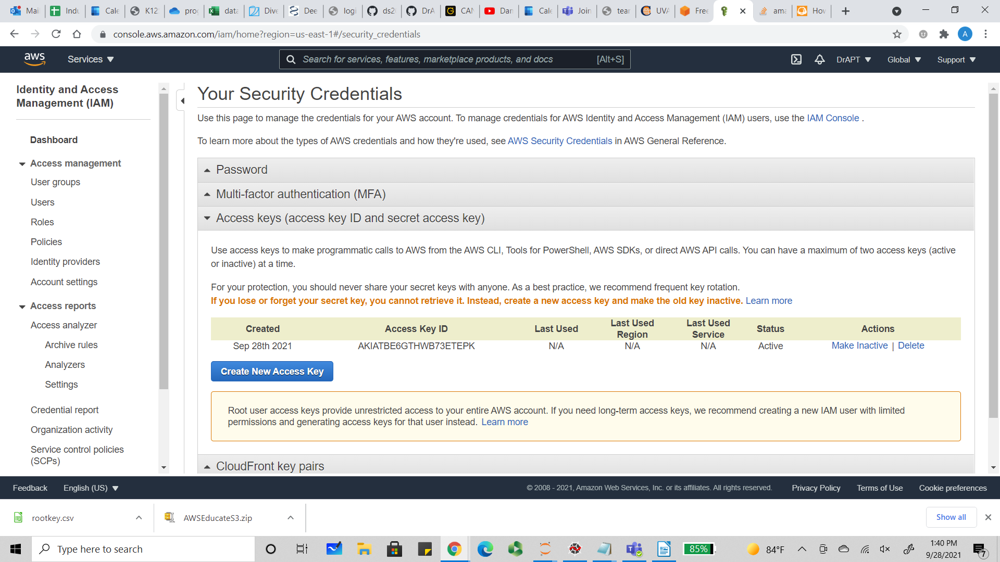 Mail
Indu
Cale
K12
prog
data
Dive
Dee
logi
ds2
DrA
CAN
Dan
Cale
Join
tear
UVA
Free
ama
How
console.aws.amazon.com/iam/home?region=us-east-1#/security_credentials
A
aws
Services
Search for services, features, marketplace products, and docs
[Alt+S]
DrAPT
Global
Support
Identity and Access
Management (IAM)
Dashboard
Access management
User groups
Users
Roles
Policies
Identity providers
Account settings
Access reports
Access analyzer
Archive rules
Analyzers
Settings
Credential report
Organization activity
Service control policies
(SCPs)
Your Security Credentials
Use this page to manage the credentials for your AWS account. To manage credentials for AWS Identity and Access Management (IAM) users, use the IAM Console .
To learn more about the types of AWS credentials and how they're used, see AWS Security Credentials in AWS General Reference.
Password
Multi-factor authentication (MFA)
Access keys (access key ID and secret access key)
Use access keys to make programmatic calls to AWS from the AWS CLI, Tools for PowerShell, AWS SDKs, or direct AWS API calls. You can have a maximum of two access keys (active
or inactive) at a time.
For your protection, you should never share your secret keys with anyone. As a best practice, we recommend frequent key rotation.
If you lose or forget your secret key, you cannot retrieve it. Instead, create a new access key and make the old key inactive. Learn more
Created Access Key ID Last Used Last Used Region Last Used Service Status Actions
Sep 28th 2021 AKIATBE6GTHWB73ETEPK N/A N/A N/A Active Make Inactive | Delete
Create New Access Key
Root user access keys provide unrestricted access to your entire AWS account. If you need long-term access keys, we recommend creating a new IAM user with limited
permissions and generating access keys for that user instead. Learn more
CloudFront key pairs
Feedback
English (US)
© 2008 - 2021, Amazon Web Services, Inc. or its affiliates. All rights reserved.
Privacy Policy
Terms of Use
Cookie preferences
rootkey.csv
AWSEducateS3.zip
Show all
Type here to search
85%
84°F
1:40 PM
9/28/2021
7